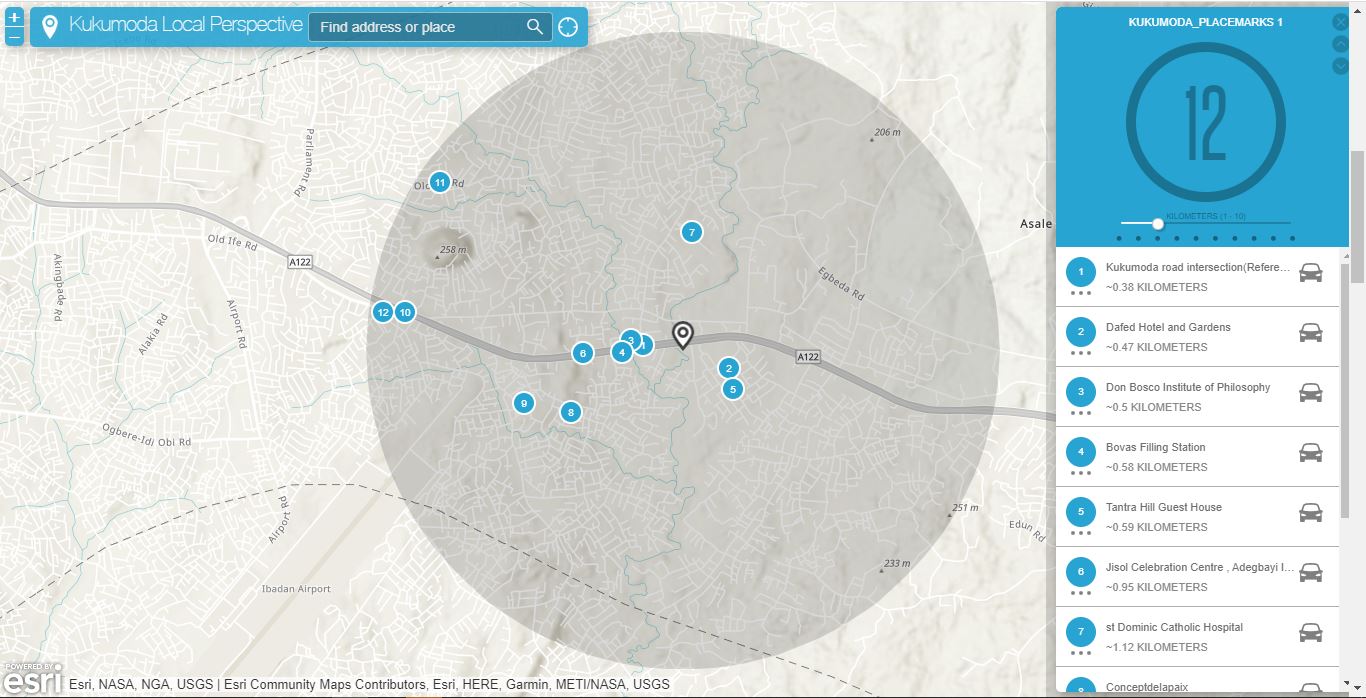 +
−
Kukumoda Local Perspective
Find address or place
Parliament Rd
Old Ife Rd
A122
Akingbade Rd
Alakia Rd
Airport Rd
Ogbere-Idi Obi Rd
Airport Rd
Ibadan Airport
Old Rd
11
258 m
12
10
6
3
4
1
9
8
7
2
5
206 m
Egbeda Rd
A122
251 m
233 m
Edun Rd
Asale
POWERED BY
esri
Esri, NASA, NGA, USGS | Esri Community Maps Contributors, Esri, HERE, Garmin, METI/NASA, USGS
KUKUMODA_PLACEMARKS 1
12
KILOMETERS (1 - 10)
1
Kukumoda road intersection(Refere...
~0.38 KILOMETERS
2
Dafed Hotel and Gardens
~0.47 KILOMETERS
3
Don Bosco Institute of Philosophy
~0.5 KILOMETERS
4
Bovas Filling Station
~0.58 KILOMETERS
5
Tantra Hill Guest House
~0.59 KILOMETERS
6
Jisol Celebration Centre , Adegbayi I...
~0.95 KILOMETERS
7
st Dominic Catholic Hospital
~1.12 KILOMETERS
8
Conceptdelapaix